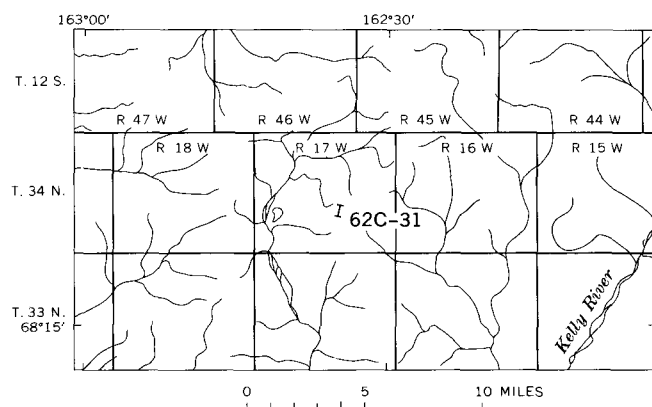 163°00′ 162°30′
T. 12 S.
R 47 W R 46 W R 45 W R 44 W
R 18 W R 17 W R 16 W R 15 W
T. 34 N.
I 62C-31
T. 33 N.
68°15′
Kelly River
0 5 10 MILES